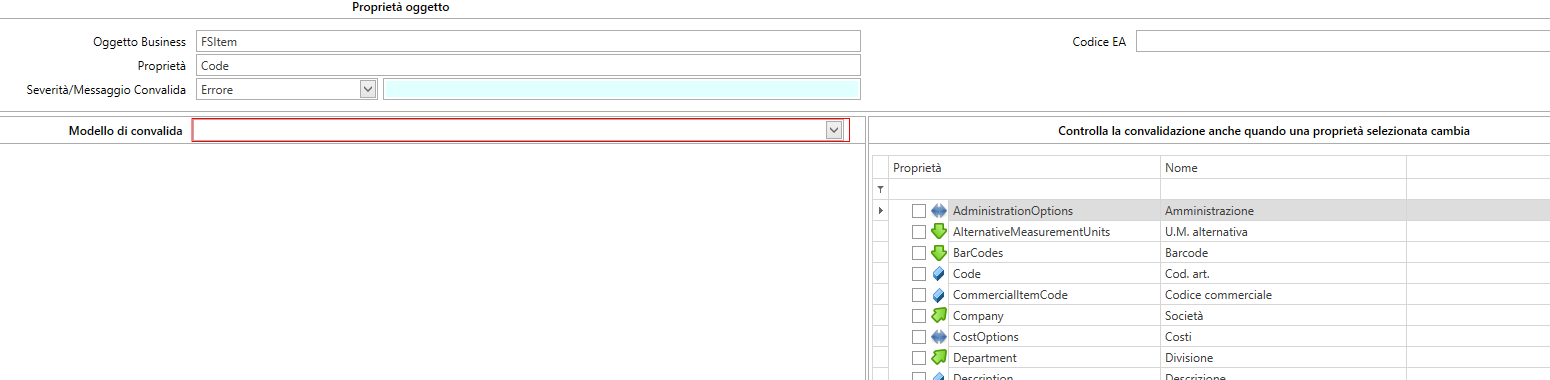 Proprietà oggetto
Oggetto Business FSItem Codice EA
Proprietà Code
Severità/Messaggio Convalida Errore
Modello di convalida
Controlla la convalidazione anche quando una proprietà selezionata cambia
Proprietà Nome
AdministrationOptions Amministrazione
AlternativeMeasurementUnits U.M. alternativa
BarCodes Barcode
Code Cod. art.
CommercialItemCode Codice commerciale
Company Società
CostOptions Costi
Department Divisione
Description Descrizione